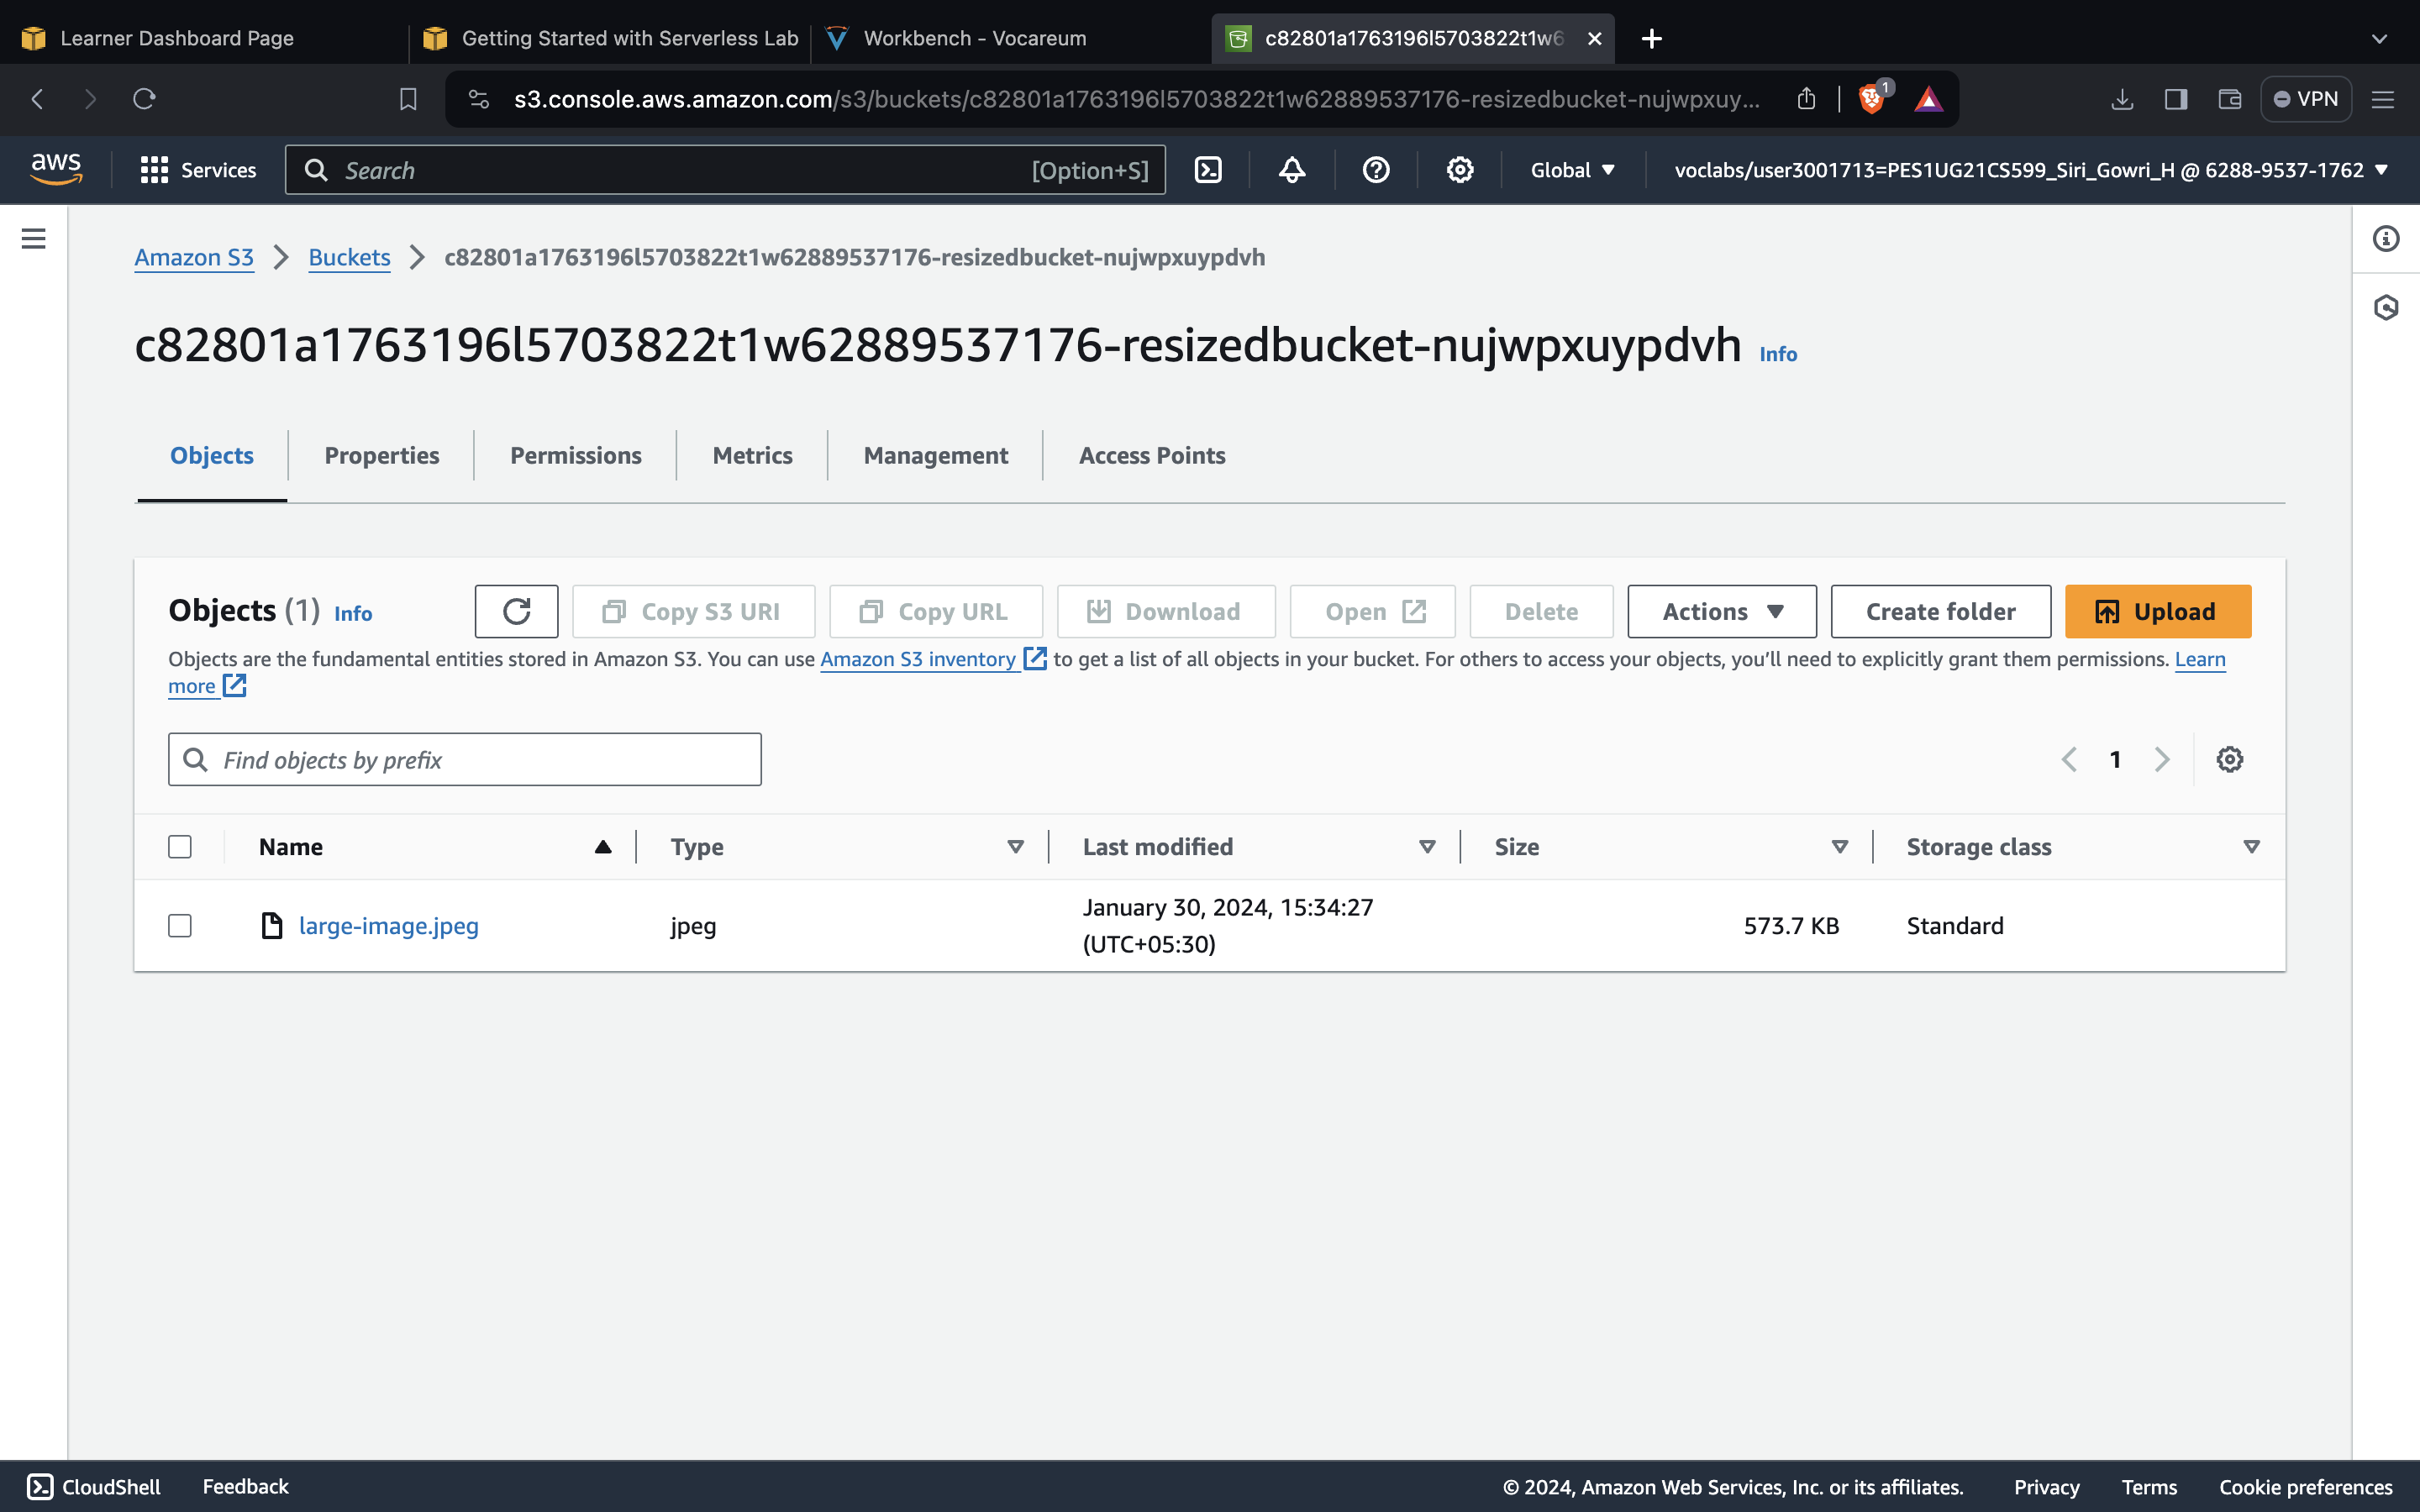 Learner Dashboard Page
Getting Started with Serverless Lab
Workbench - Vocareum
c82801a1763196l5703822t1w6
s3.console.aws.amazon.com/s3/buckets/c82801a1763196l5703822t1w62889537176-resizedbucket-nujwpxuy...
1
VPN
aws
Services
Search
[Option+S]
Global
voclabs/user3001713=PES1UG21CS599_Siri_Gowri_H @ 6288-9537-1762
Amazon S3
Buckets
c82801a1763196l5703822t1w62889537176-resizedbucket-nujwpxuypdvh
c82801a1763196l5703822t1w62889537176-resizedbucket-nujwpxuypdvh Info
Objects
Properties
Permissions
Metrics
Management
Access Points
Objects (1) Info
Copy S3 URI
Copy URL
Download
Open
Delete
Actions
Create folder
Upload
Objects are the fundamental entities stored in Amazon S3. You can use Amazon S3 inventory to get a list of all objects in your bucket. For others to access your objects, you’ll need to explicitly grant them permissions. Learn
more
Find objects by prefix
1
Name
Type
Last modified
Size
Storage class
large-image.jpeg
jpeg
January 30, 2024, 15:34:27
(UTC+05:30)
573.7 KB
Standard
CloudShell
Feedback
© 2024, Amazon Web Services, Inc. or its affiliates.
Privacy
Terms
Cookie preferences